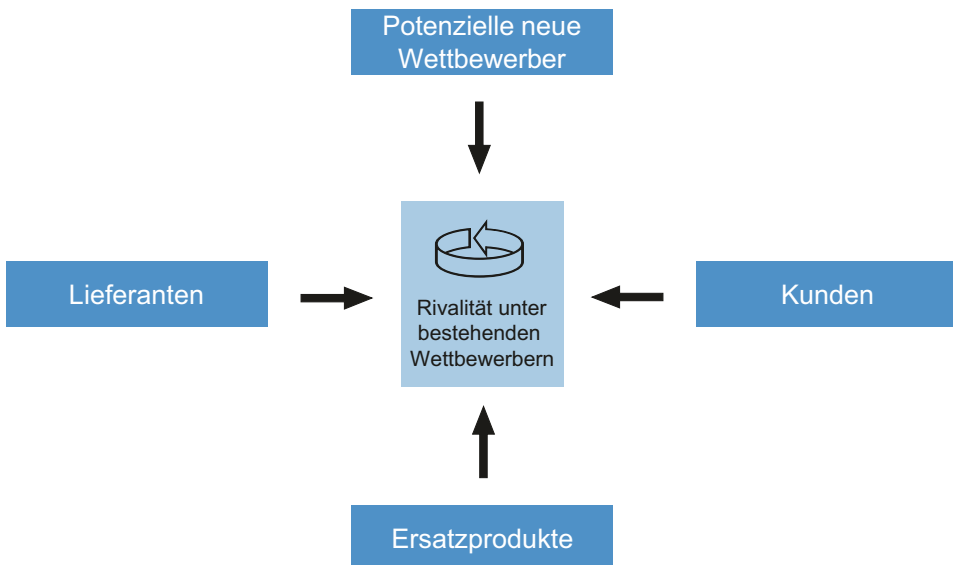 Potenzielle neue
Wettbewerber
Lieferanten
Rivalität unter
bestehenden
Wettbewerbern
Kunden
Ersatzprodukte